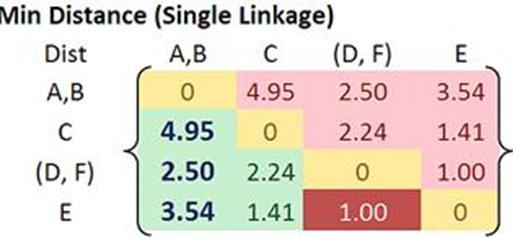 Min Distance (Single Linkage)
Dist A,B C (D, F) E
A,B 0 4.95 2.50 3.54
C 4.95 0 2.24 1.41
(D, F) 2.50 2.24 0 1.00
E 3.54 1.41 1.00 0